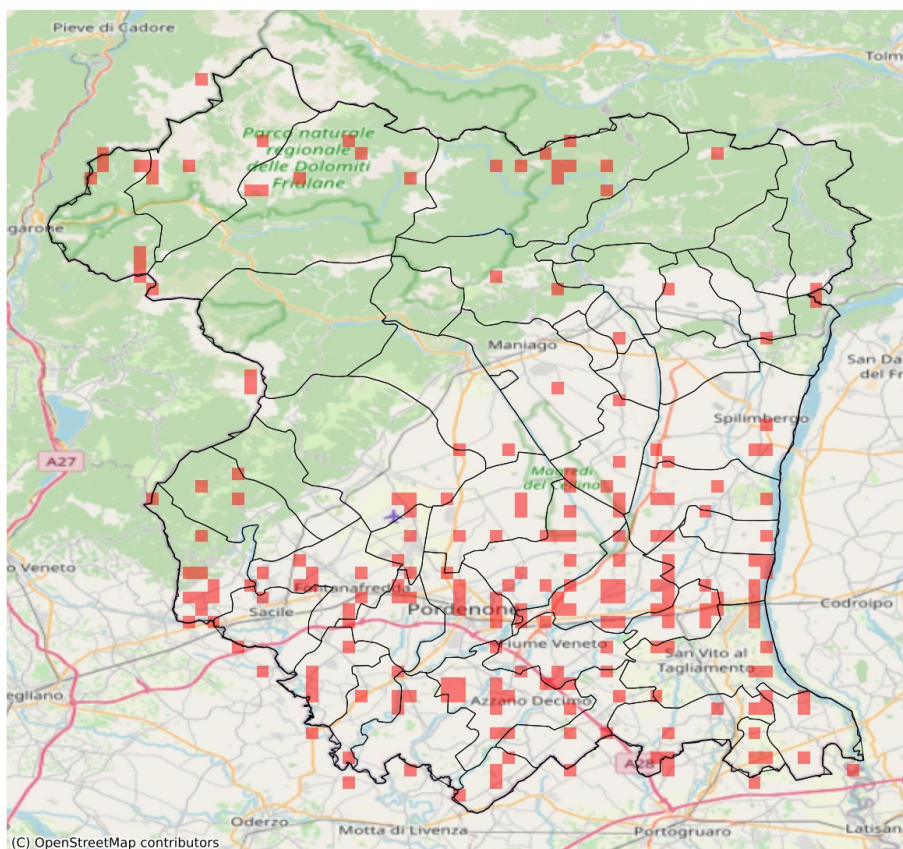 Pieve di Cadore
Tolm
Parco naturale
regionale
delle Dolomiti
Friulane
garone
Maniago
San Da
del Fr
Spilimbergo
A27
Magredi
del Cellino
o Veneto
Fontanafredda
Sacile
Pordenone
Codroipo
Fiume Veneto
San Vito al
Tagliamento
egliano
Azzano Decimo
A28
Oderzo
Motta di Livenza
Portogruaro
Latisan
(C) OpenStreetMap contributors